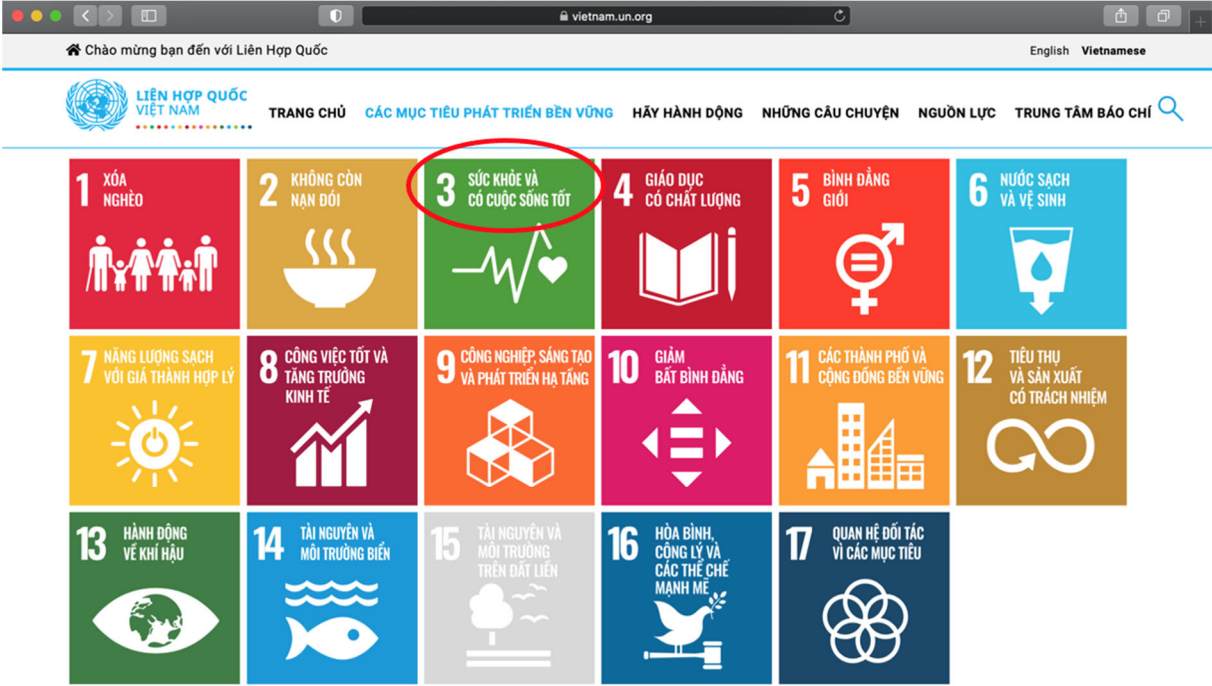 vietnam.un.org
Chào mừng bạn đến với Liên Hợp Quốc
English Vietnamese
LIÊN HỢP QUỐC
VIỆT NAM
TRANG CHỦ CÁC MỤC TIÊU PHÁT TRIỂN BỀN VỮNG HÃY HÀNH ĐỘNG NHỮNG CÂU CHUYỆN NGUỒN LỰC TRUNG TÂM BÁO CHÍ
1 XÓA
NGHÈO
2 KHÔNG CÒN
NẠN ĐÓI
3 SỨC KHỎE VÀ
CÓ CUỘC SỐNG TỐT
4 GIÁO DỤC
CÓ CHẤT LƯỢNG
5 BÌNH ĐẲNG
GIỚI
6 NƯỚC SẠCH
VÀ VỆ SINH
7 NĂNG LƯỢNG SẠCH
VỚI GIÁ THÀNH HỢP LÝ
8 CÔNG VIỆC TỐT VÀ
TĂNG TRƯỞNG
KINH TẾ
9 CÔNG NGHIỆP, SÁNG TẠO
VÀ PHÁT TRIỂN HẠ TẦNG
10 GIẢM
BẤT BÌNH ĐẲNG
11 CÁC THÀNH PHỐ VÀ
CỘNG ĐỒNG BỀN VỮNG
12 TIÊU THỤ
VÀ SẢN XUẤT
CÓ TRÁCH NHIỆM
13 HÀNH ĐỘNG
VỀ KHÍ HẬU
14 TÀI NGUYÊN VÀ
MÔI TRƯỜNG BIỂN
15 TÀI NGUYÊN VÀ
MÔI TRƯỜNG
TRÊN ĐẤT LIỀN
16 HÒA BÌNH,
CÔNG LÝ VÀ
CÁC THỂ CHẾ
MẠNH MẼ
17 QUAN HỆ ĐỐI TÁC
VÌ CÁC MỤC TIÊU